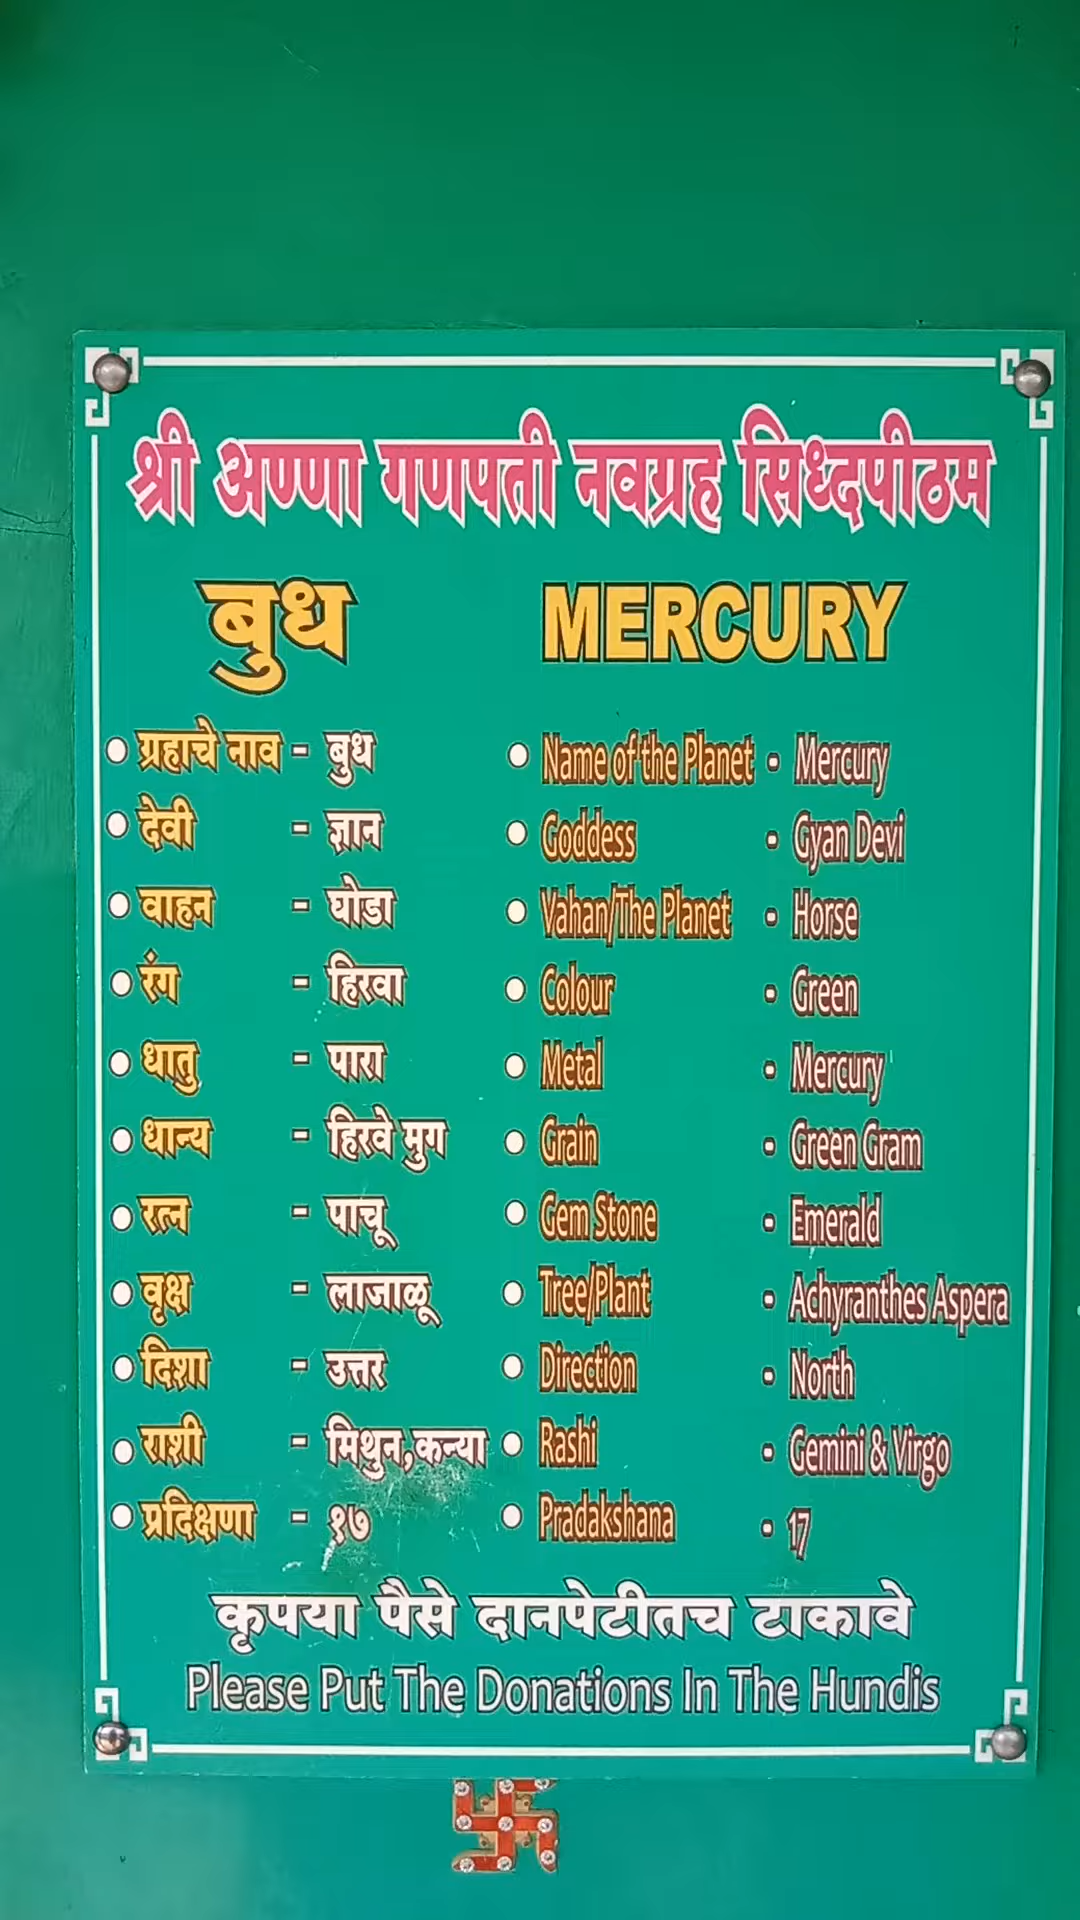 श्री अण्णा गणपती नवग्रह सिध्दपीठम
बुध MERCURY
ग्रहाचे नाव - बुध
देवी - ज्ञान
वाहन - घोडा
रंग - हिरवा
धातु - पारा
धान्य - हिरवे मुग
रत्न - पाचू
वृक्ष - लाजाळू
दिशा - उत्तर
राशी - मिथुन,कन्या
प्रदिक्षणा - १७
Name of the Planet - Mercury
Goddess - Gyan Devi
Vahan/The Planet - Horse
Colour - Green
Metal - Mercury
Grain - Green Gram
Gem Stone - Emerald
Tree/Plant - Achyranthes Aspera
Direction - North
Rashi - Gemini & Virgo
Pradakshana - 17
कृपया पैसे दानपेटीतच टाकावे
Please Put The Donations In The Hundis